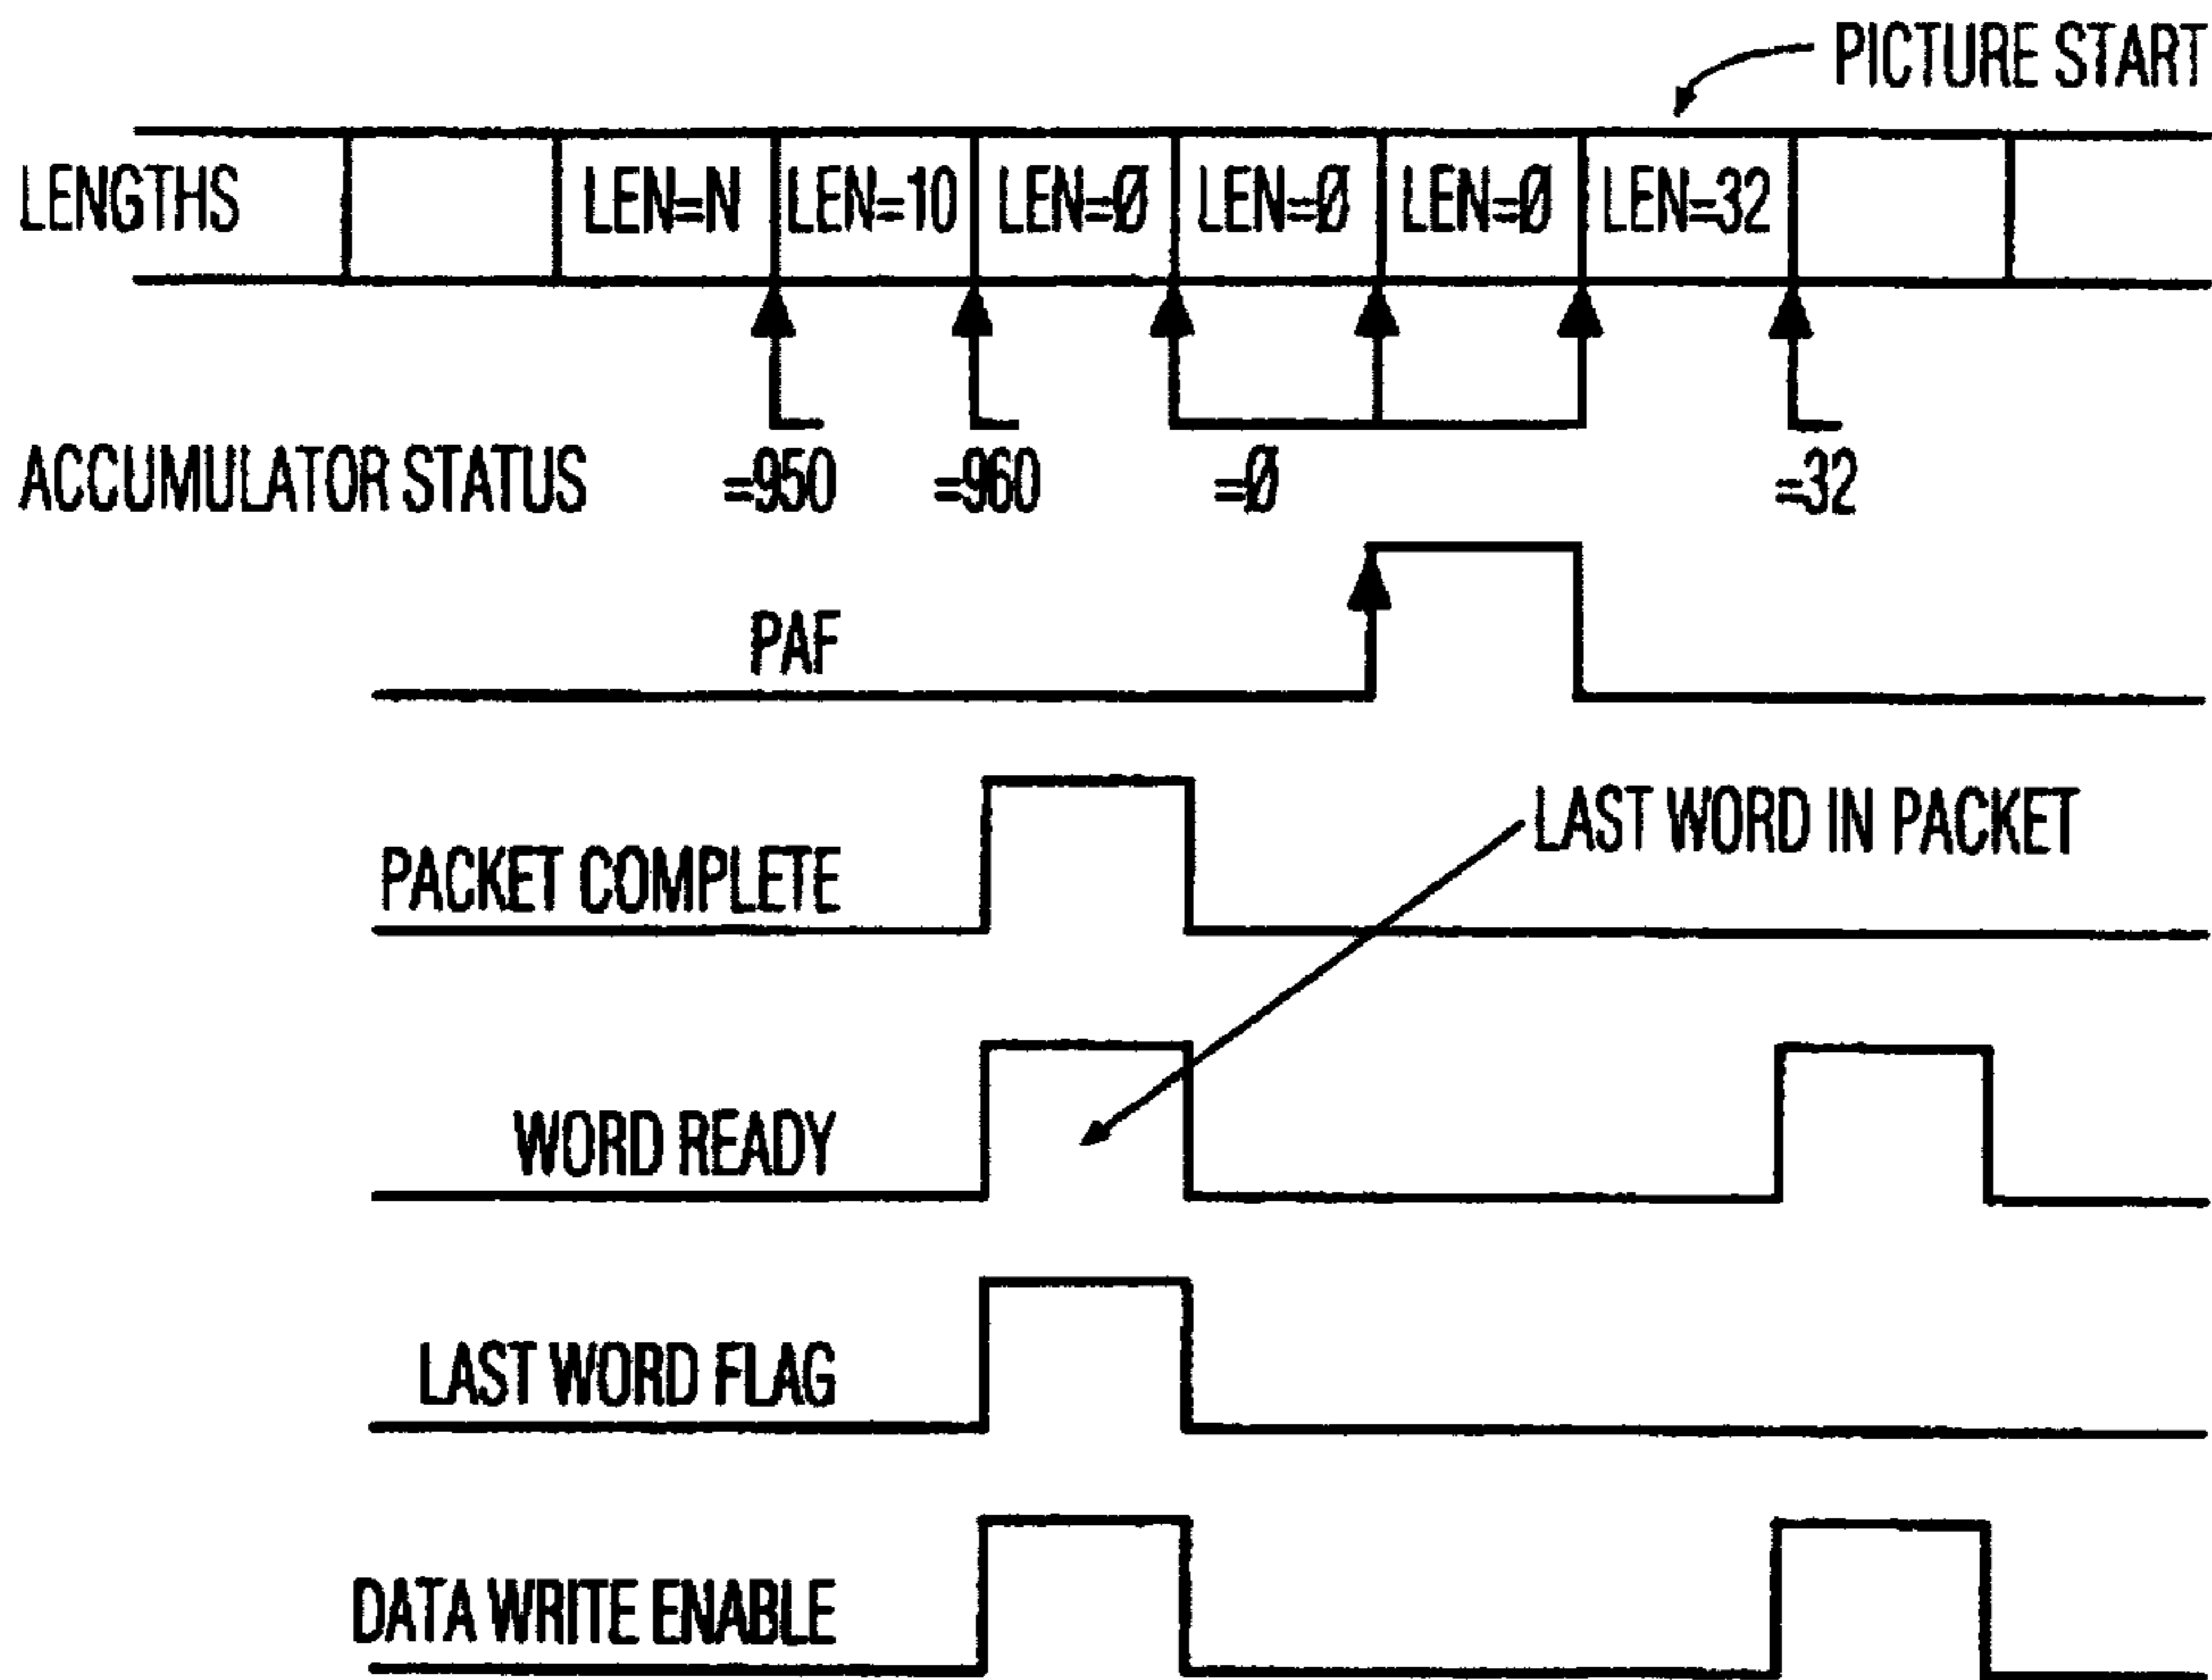 PICTURE START
LENGTHS LEN=N LEN=10 LEN=Ø LEN=Ø LEN=Ø LEN=32
ACCUMULATOR STATUS =950 =960 =Ø =32
PAF
PACKET COMPLETE
LAST WORD IN PACKET
WORD READY
LAST WORD FLAG
DATA WRITE ENABLE